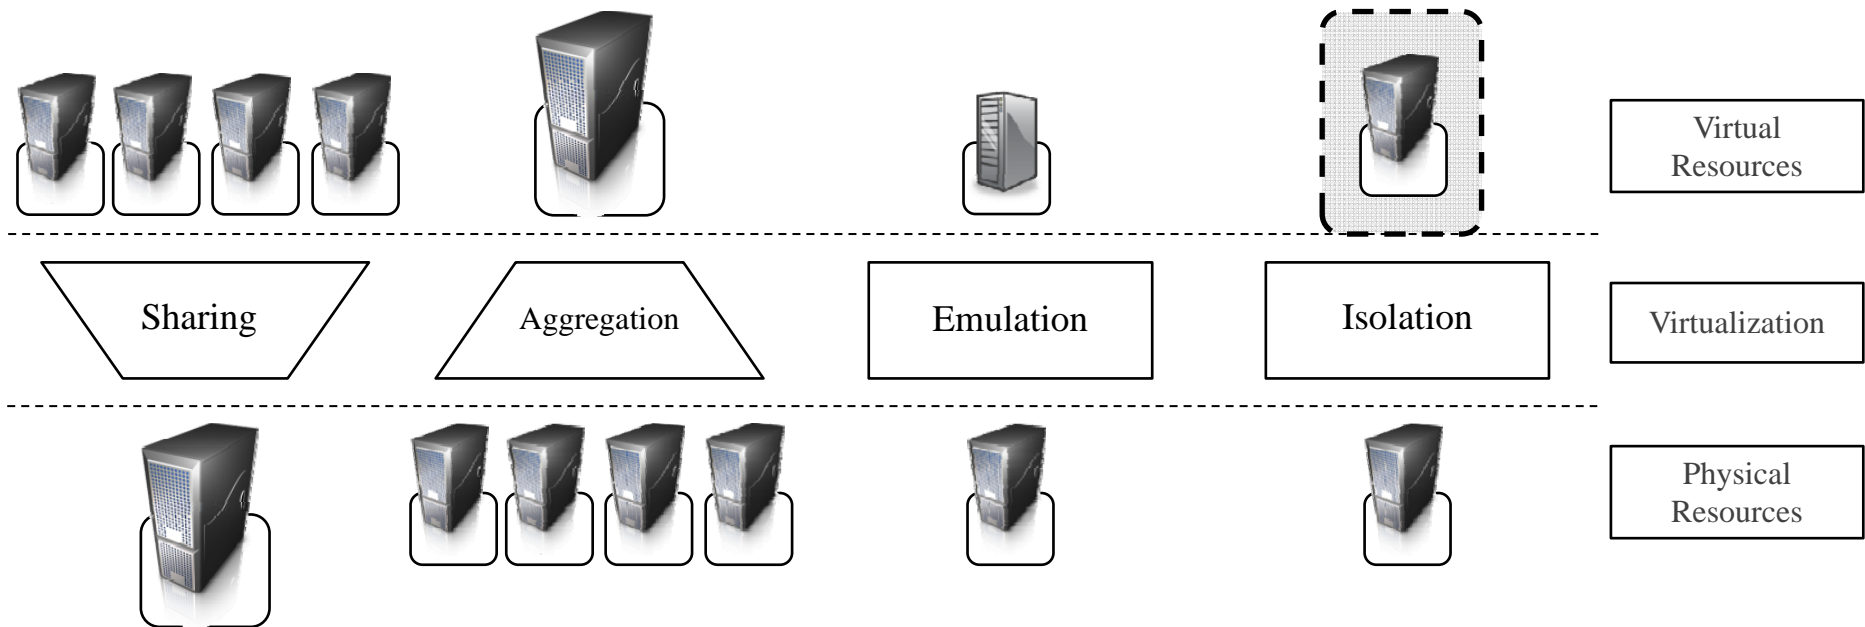 Virtual
Resources
Sharing
Aggregation
Emulation
Isolation
Virtualization
Physical
Resources